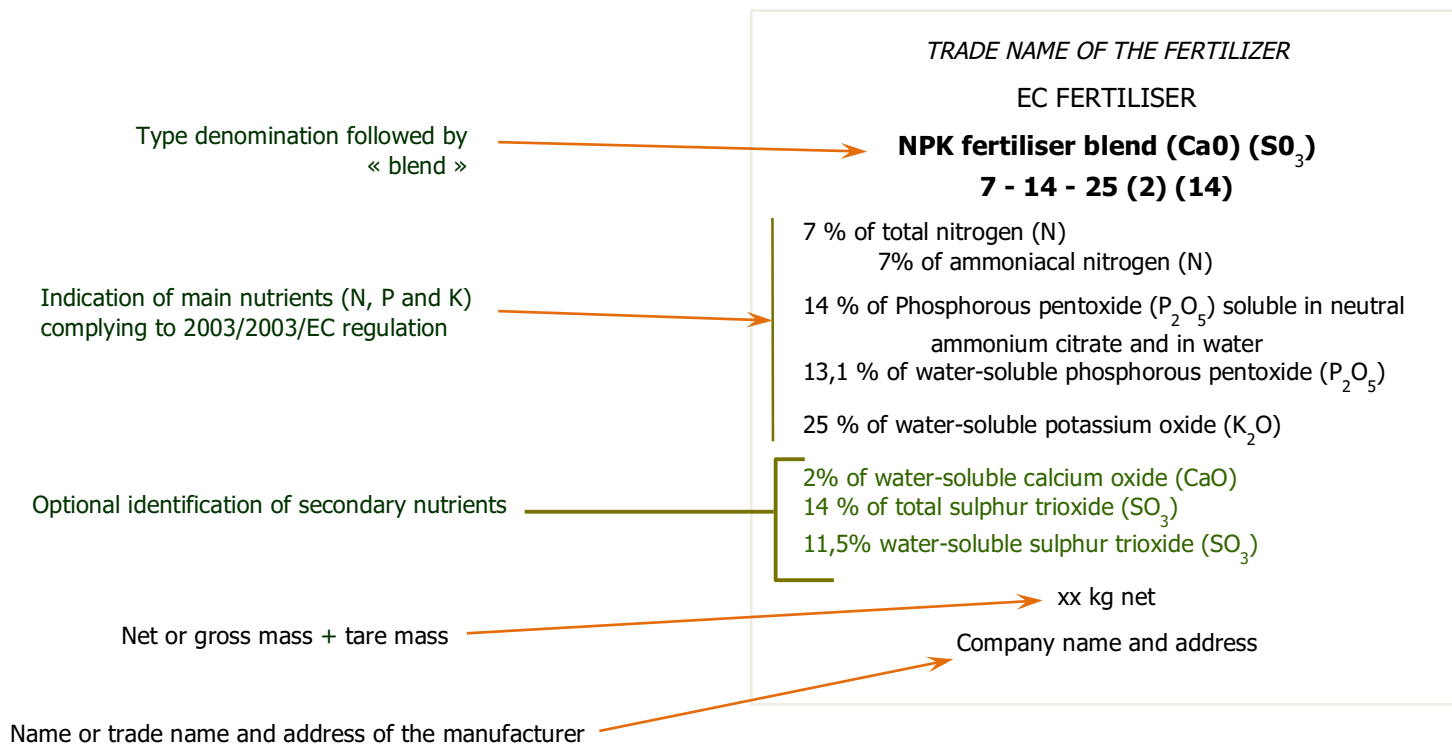 TRADE NAME OF THE FERTILIZER
EC FERTILISER
Type denomination followed by
« blend »
NPK fertiliser blend (Ca0) (S0₃)
7 - 14 - 25 (2) (14)
Indication of main nutrients (N, P and K)
complying to 2003/2003/EC regulation
7 % of total nitrogen (N)
7% of ammoniacal nitrogen (N)
14 % of Phosphorous pentoxide (P₂O₅) soluble in neutral
ammonium citrate and in water
13,1 % of water-soluble phosphorous pentoxide (P₂O₅)
25 % of water-soluble potassium oxide (K₂O)
Optional identification of secondary nutrients
2% of water-soluble calcium oxide (CaO)
14 % of total sulphur trioxide (SO₃)
11,5% water-soluble sulphur trioxide (SO₃)
Net or gross mass + tare mass
xx kg net
Company name and address
Name or trade name and address of the manufacturer